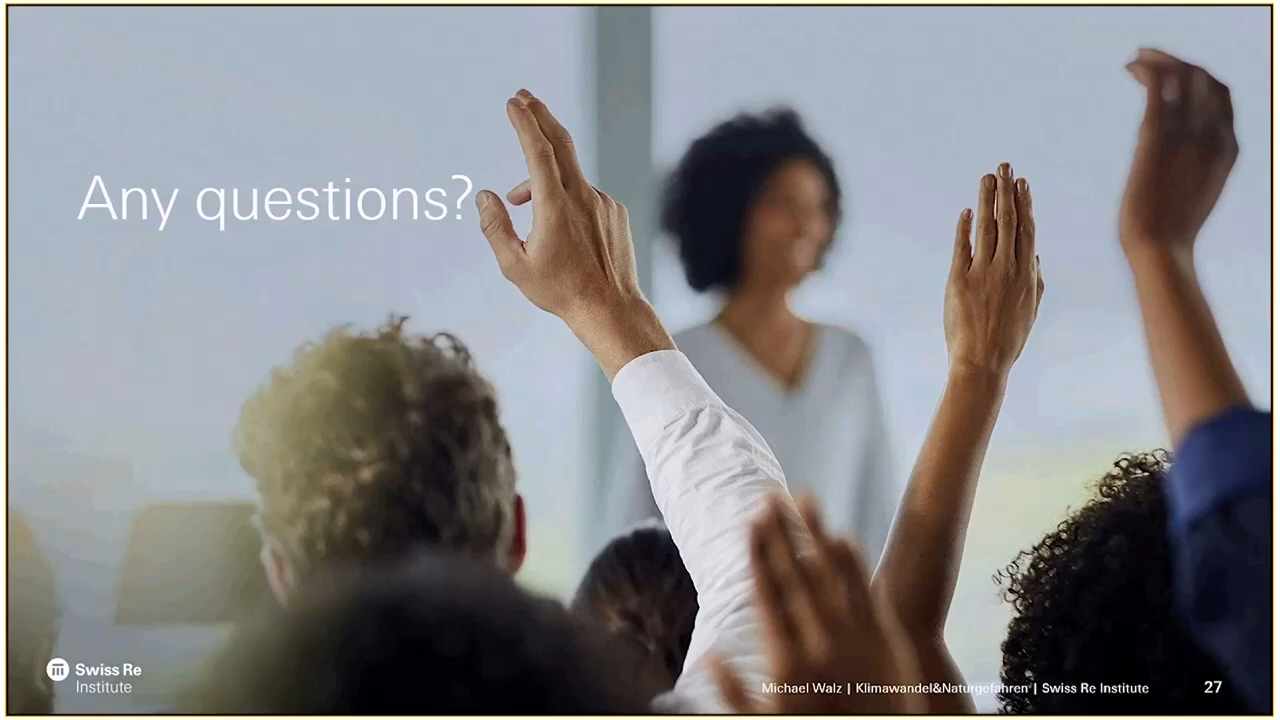 Any questions?
Swiss Re
Institute
Michael Walz | Klimawandel&Naturgefahren | Swiss Re Institute
27